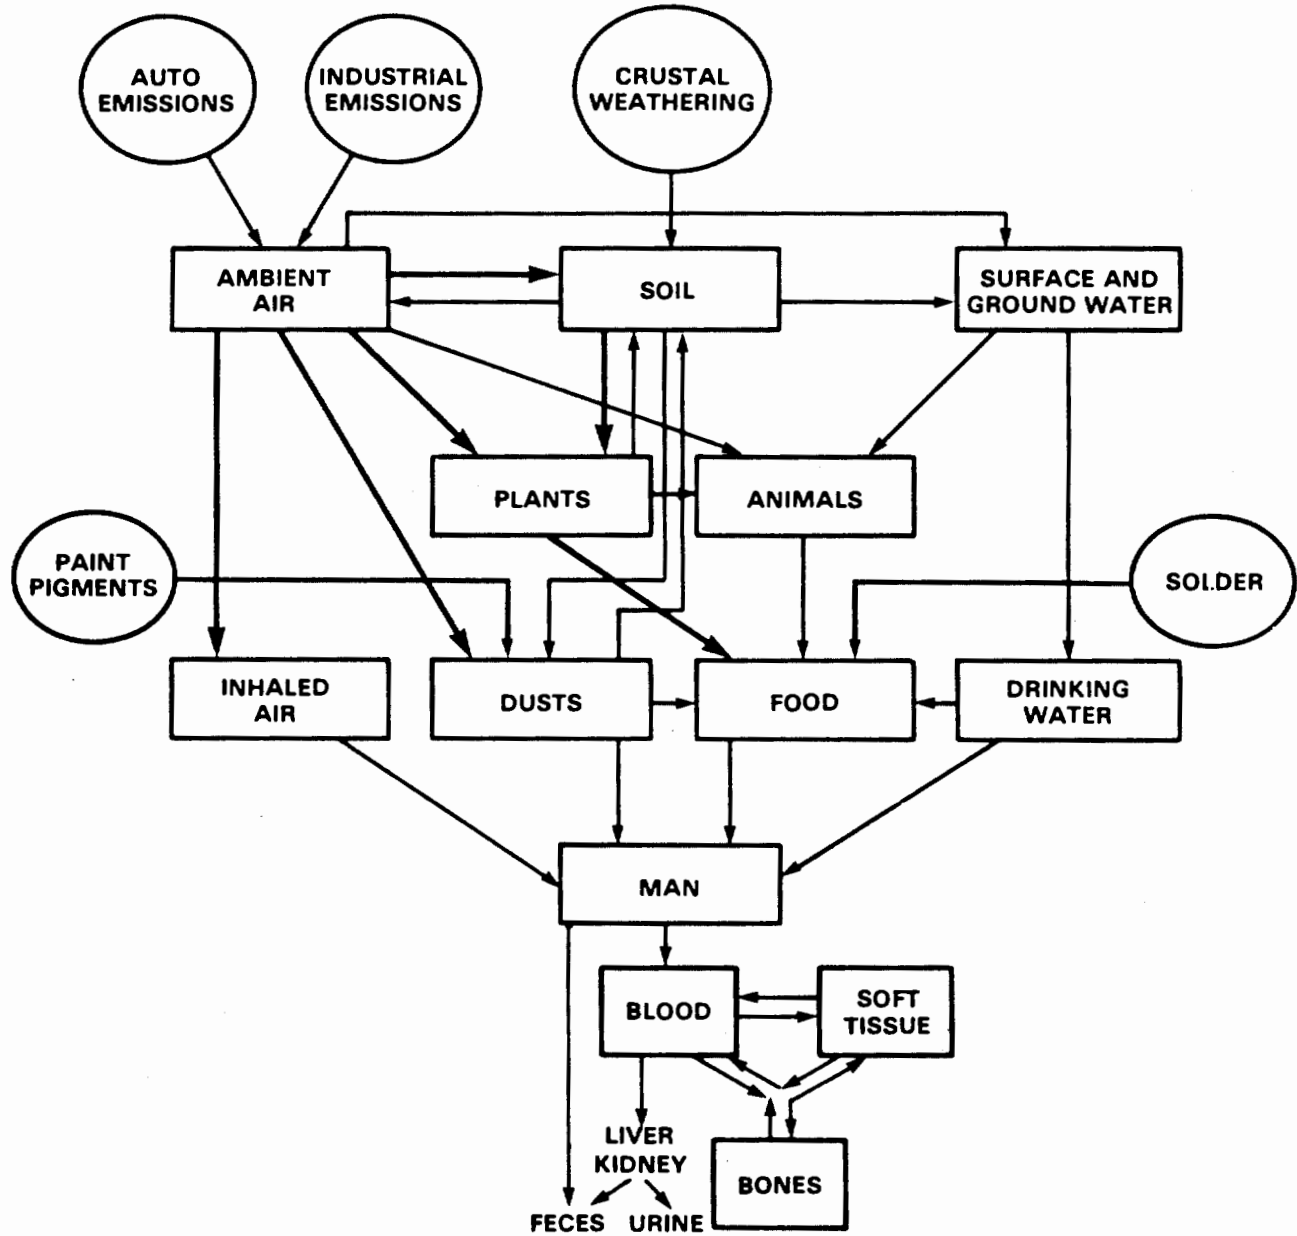 AUTO
EMISSIONS
INDUSTRIAL
EMISSIONS
CRUSTAL
WEATHERING
AMBIENT
AIR
SOIL
SURFACE AND
GROUND WATER
PLANTS
ANIMALS
PAINT
PIGMENTS
SOLDER
INHALED
AIR
DUSTS
FOOD
DRINKING
WATER
MAN
BLOOD
SOFT
TISSUE
LIVER
KIDNEY
BONES
FECES
URINE